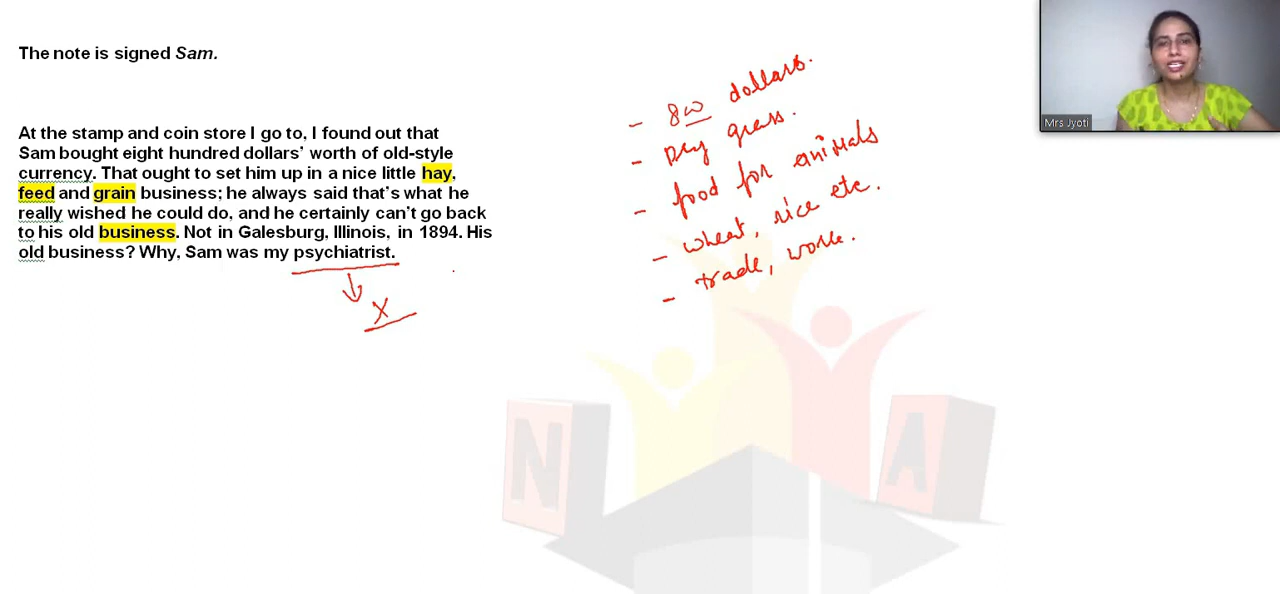 The note is signed Sam.
At the stamp and coin store I go to, I found out that
Sam bought eight hundred dollars’ worth of old-style
currency. That ought to set him up in a nice little hay,
feed and grain business; he always said that’s what he
really wished he could do, and he certainly can’t go back
to his old business. Not in Galesburg, Illinois, in 1894. His
old business? Why, Sam was my psychiatrist.
X
- 800 dollars.
- Dry grass.
- food for animals
- wheat, rice etc.
- trade, work.
Mrs Jyoti
N A